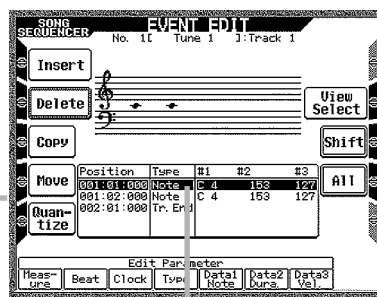 SONG SEQUENCER
EVENT EDIT
No. 1[ Tune 1 ]:Track 1
Insert
Delete
Copy
Move
Quan-
tize
View
Select
Shift
All
Position Type #1 #2 #3
001:01:000 Note C 4 153 127
001:02:000 Note C 4 153 127
002:01:000 Tr. End
Edit Parameter
Meas-
ure
Beat
Clock
Type
Data1
Note
Data2
Dura.
Data3
Vel.